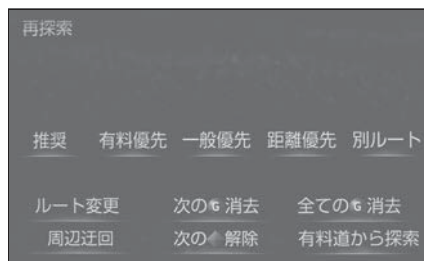 再探索
推奨 有料優先 一般優先 距離優先 別ルート
ルート変更 次のG消去 全てのG消去
周辺迂回 次の解除 有料道から探索